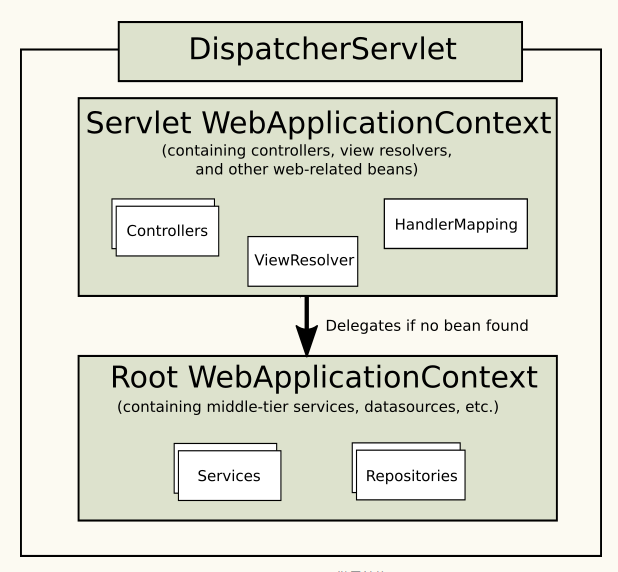 DispatcherServlet
Servlet WebApplicationContext
(containing controllers, view resolvers,
and other web-related beans)
Controllers
HandlerMapping
ViewResolver
Delegates if no bean found
Root WebApplicationContext
(containing middle-tier services, datasources, etc.)
Services
Repositories